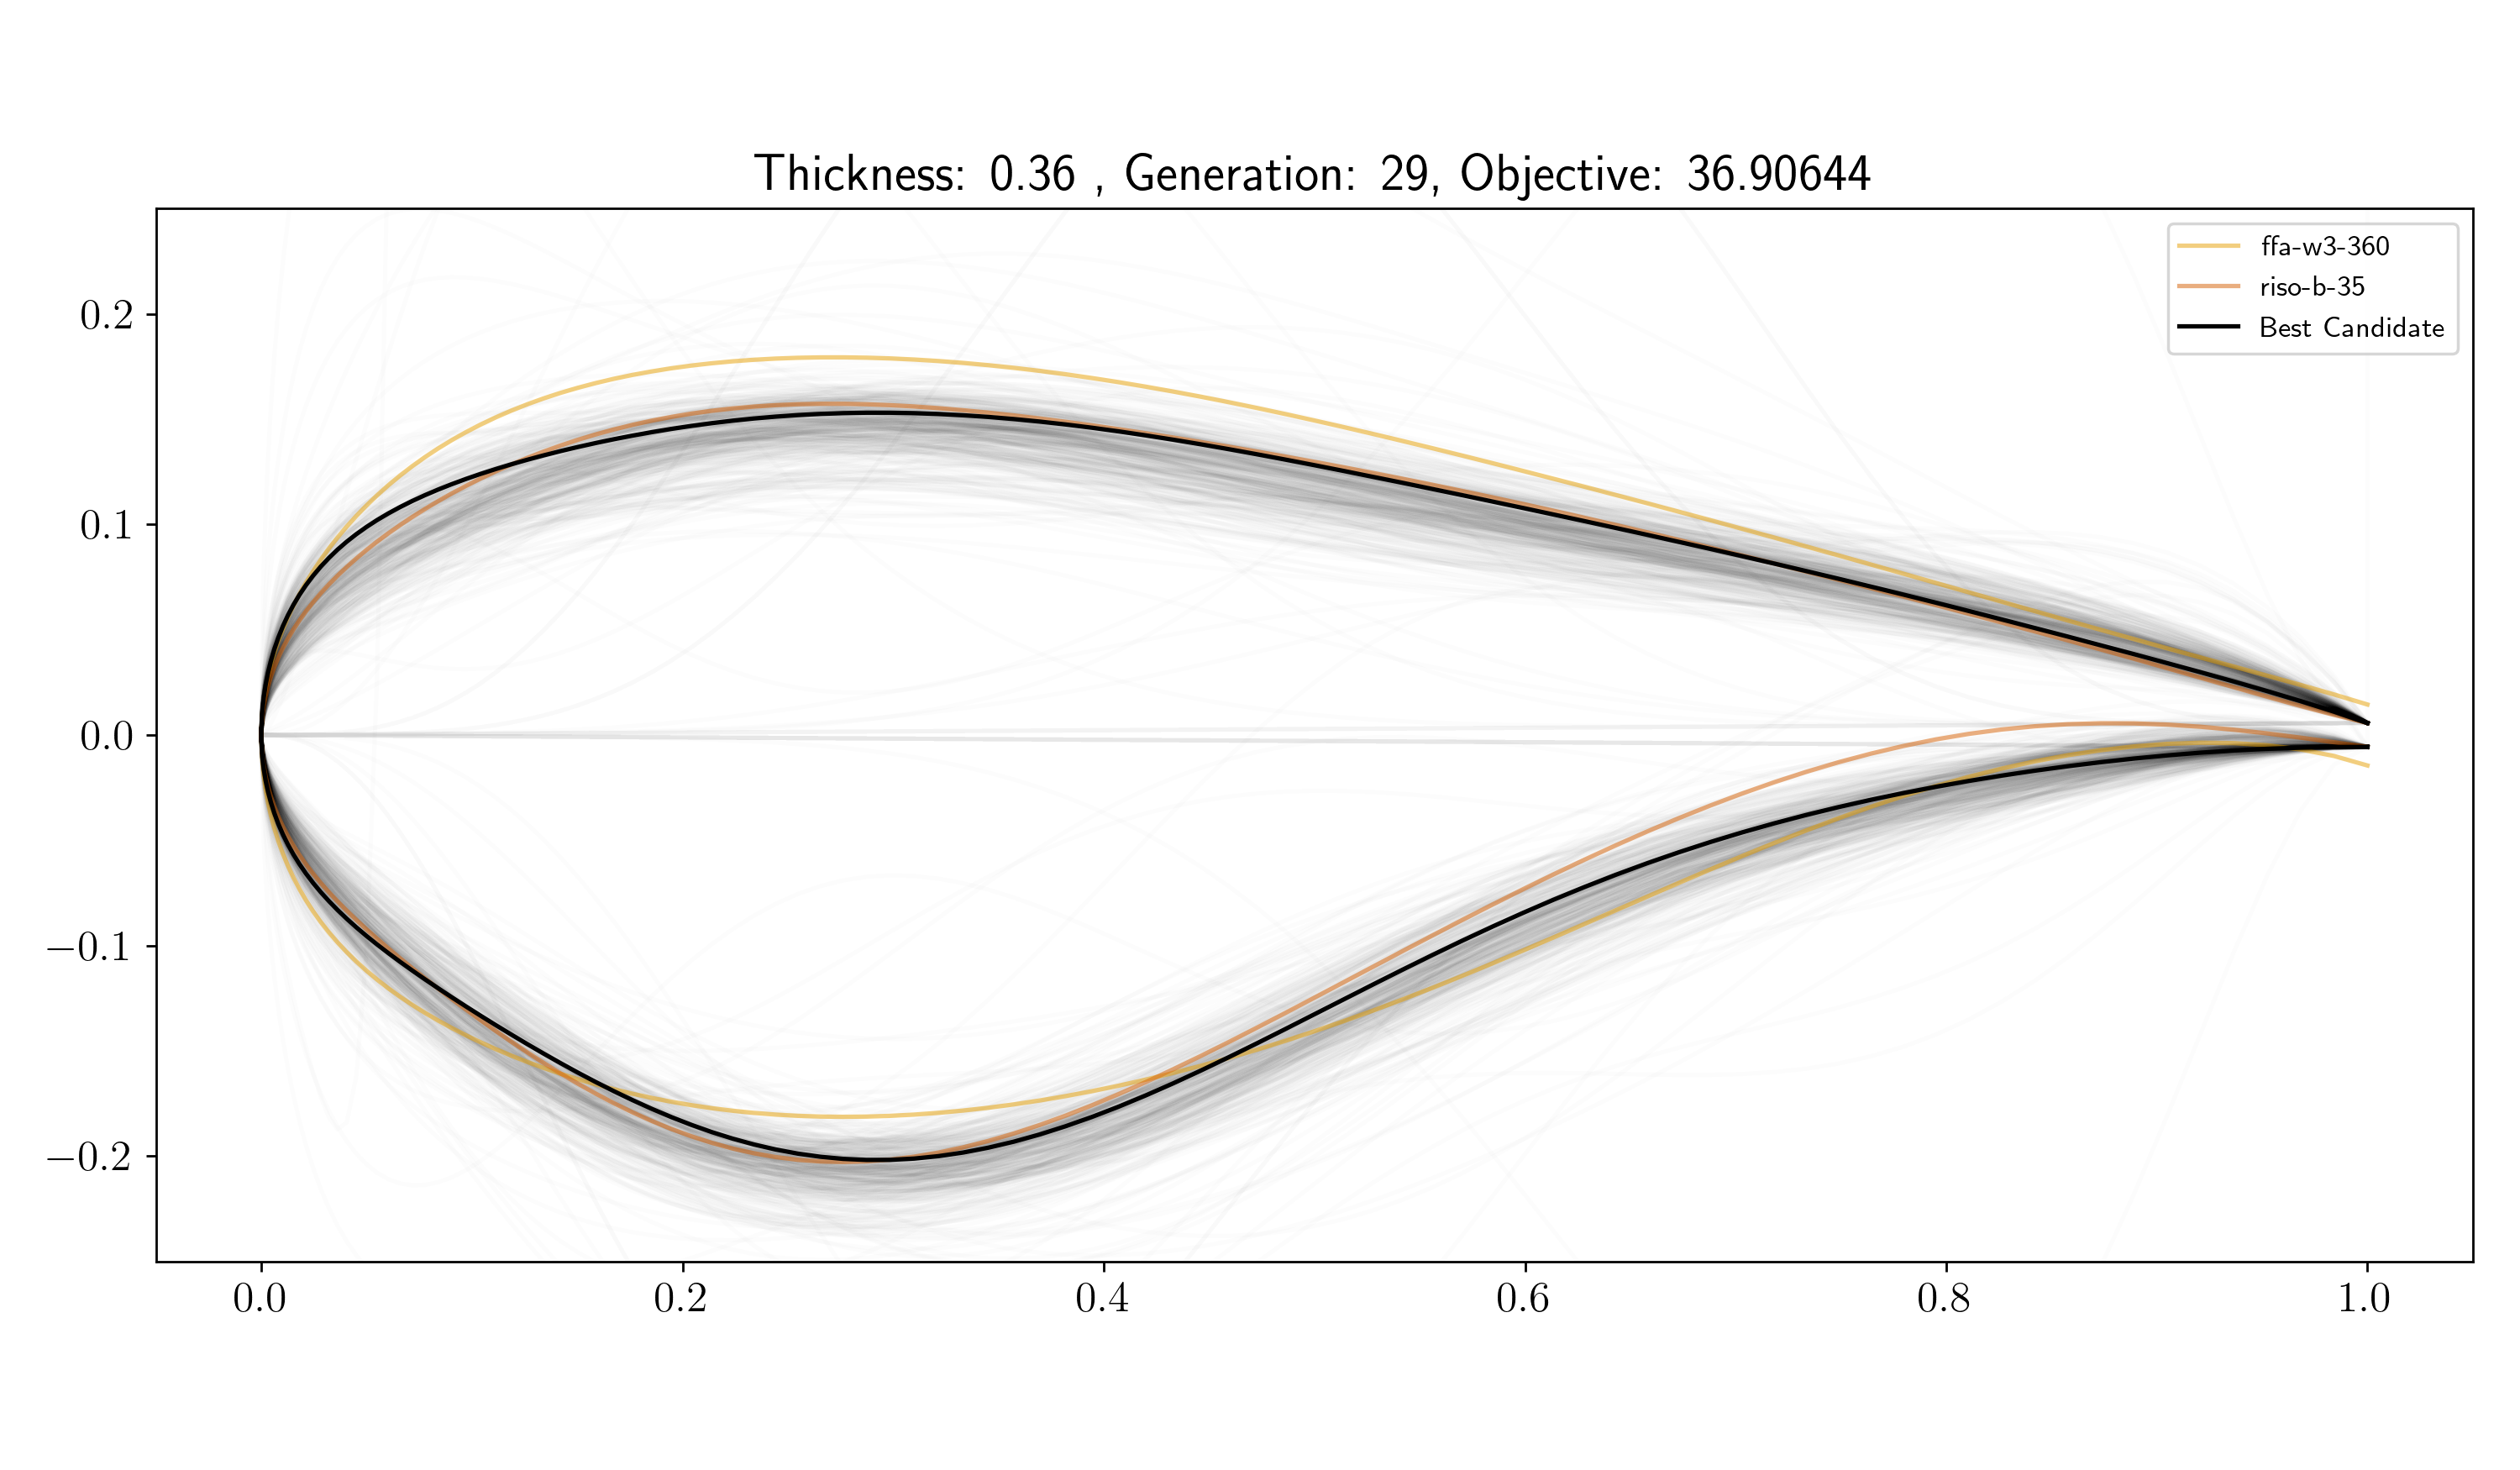 Thickness: 0.36 , Generation: 29, Objective: 36.90644
ffa-w3-360
riso-b-35
Best Candidate
0.2
0.1
0.0
−0.1
−0.2
0.0 0.2 0.4 0.6 0.8 1.0